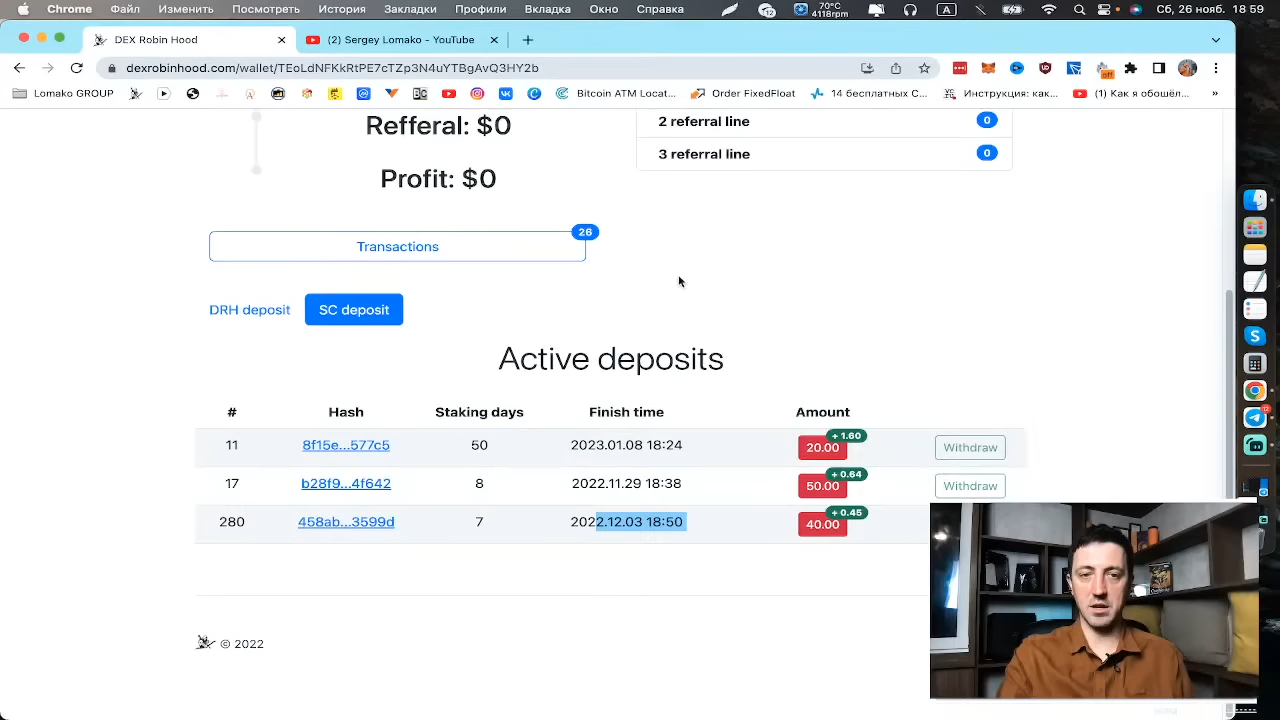 Chrome Файл Изменить Посмотреть История Закладки Профили Вкладка Окно Справка 4118rpm A Сб, 26 нояб. 18 59
DEX Robin Hood (2) Sergey Lomako - YouTube
dexrobinhood.com/wallet/TEoLdNFKkRtPE7cTZp3N4uYTBgAvQ3HY2h off
Lomako GROUP Bitcoin ATM Locat... Order FixedFloat 14 бесплатных С... Инструкция: как... (1) Как я обошёл... »
Refferal: $0
2 referral line 0
3 referral line 0
Profit: $0
Transactions 26
DRH deposit SC deposit
Active deposits
# Hash Staking days Finish time Amount
11 8f15e...577c5 50 2023.01.08 18:24 20.00 + 1.60 Withdraw
17 b28f9...4f642 8 2022.11.29 18:38 50.00 + 0.64 Withdraw
280 458ab...3599d 7 2022.12.03 18:50 40.00 + 0.45
© 2022